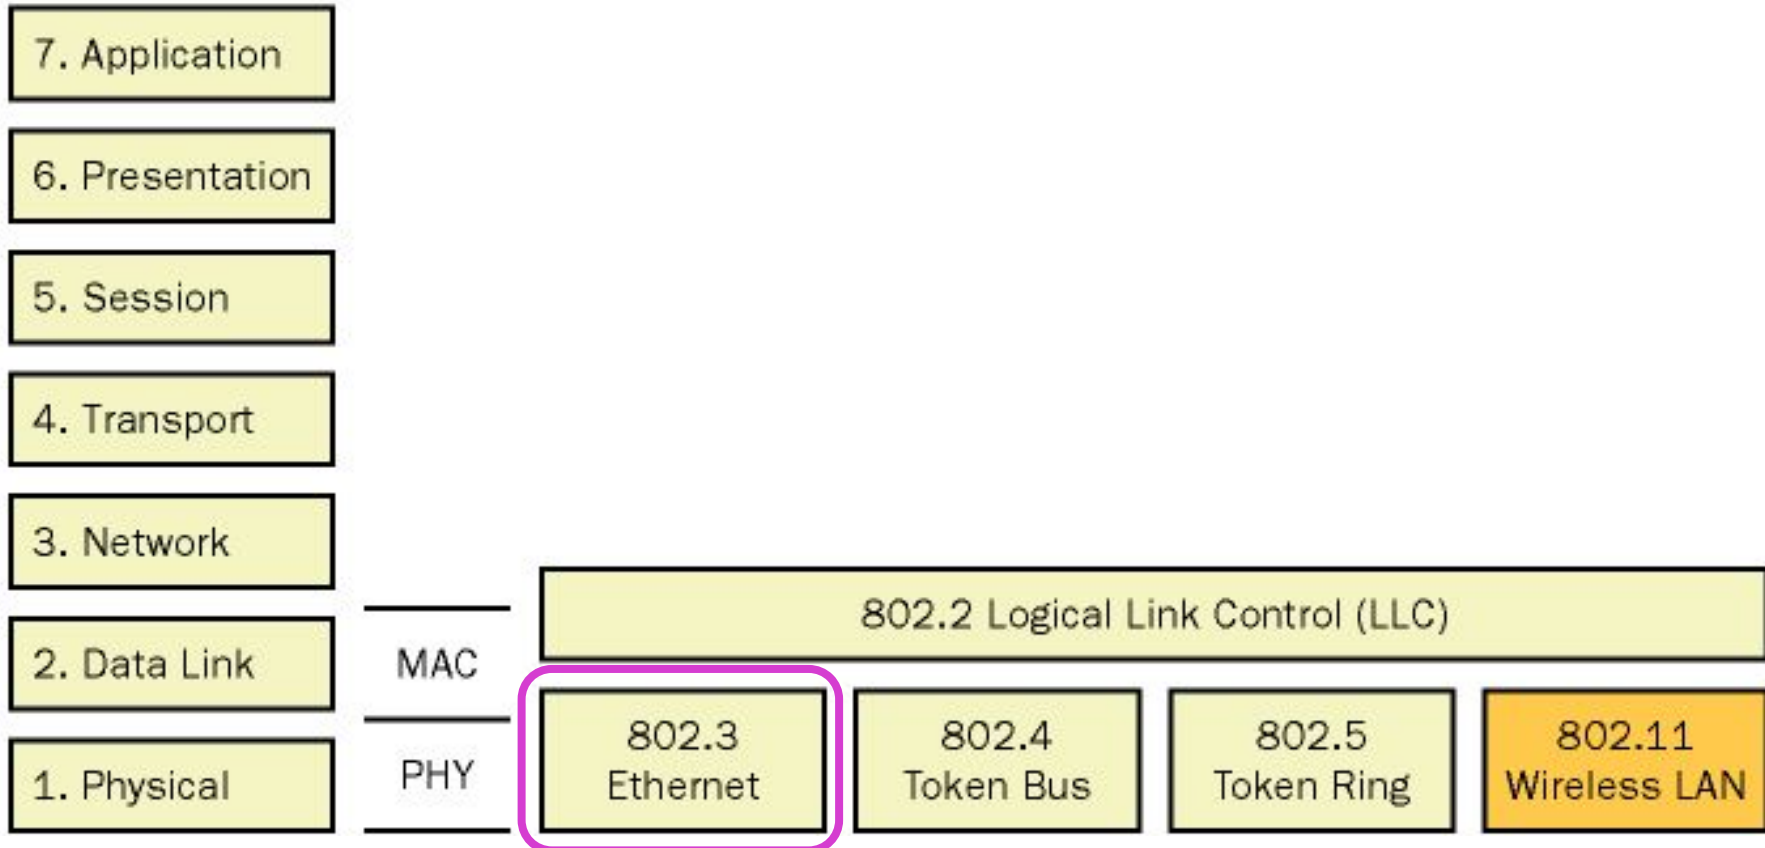 7. Application
6. Presentation
5. Session
4. Transport
3. Network
2. Data Link
1. Physical
MAC
PHY
802.2 Logical Link Control (LLC)
802.3
Ethernet
802.4
Token Bus
802.5
Token Ring
802.11
Wireless LAN